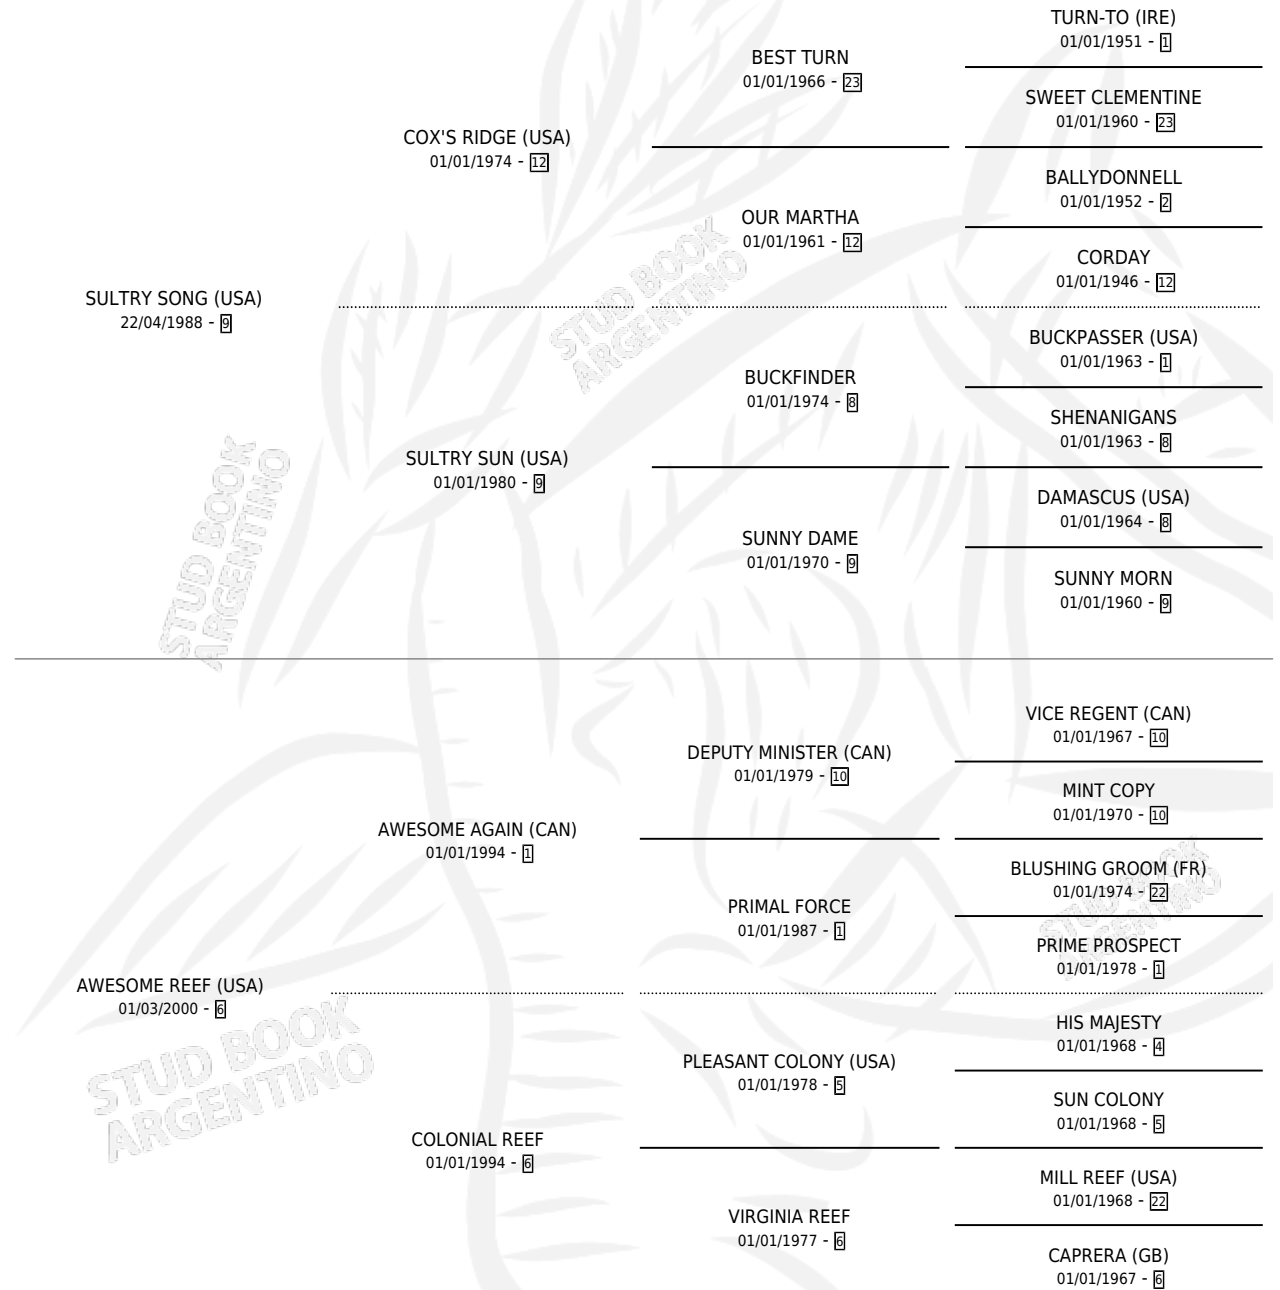 TURN-TO (IRE)
01/01/1951 - 1
BEST TURN
01/01/1966 - 23
SWEET CLEMENTINE
01/01/1960 - 23
COX'S RIDGE (USA)
01/01/1974 - 12
BALLYDONNELL
01/01/1952 - 2
OUR MARTHA
01/01/1961 - 12
CORDAY
01/01/1946 - 12
SULTRY SONG (USA)
22/04/1988 - 9
BUCKPASSER (USA)
01/01/1963 - 1
BUCKFINDER
01/01/1974 - 8
SHENANIGANS
01/01/1963 - 8
SULTRY SUN (USA)
01/01/1980 - 9
DAMASCUS (USA)
01/01/1964 - 8
SUNNY DAME
01/01/1970 - 9
SUNNY MORN
01/01/1960 - 9
VICE REGENT (CAN)
01/01/1967 - 10
DEPUTY MINISTER (CAN)
01/01/1979 - 10
MINT COPY
01/01/1970 - 10
AWESOME AGAIN (CAN)
01/01/1994 - 1
BLUSHING GROOM (FR)
01/01/1974 - 22
PRIMAL FORCE
01/01/1987 - 1
PRIME PROSPECT
01/01/1978 - 1
AWESOME REEF (USA)
01/03/2000 - 6
HIS MAJESTY
01/01/1968 - 4
PLEASANT COLONY (USA)
01/01/1978 - 5
SUN COLONY
01/01/1968 - 5
COLONIAL REEF
01/01/1994 - 6
MILL REEF (USA)
01/01/1968 - 22
VIRGINIA REEF
01/01/1977 - 6
CAPRERA (GB)
01/01/1967 - 6
STUD BOOK
ARGENTINO
STUD BOOK
ARGENTINO
STUD BOOK
ARGENTINO
STUD BOOK
ARGENTINO